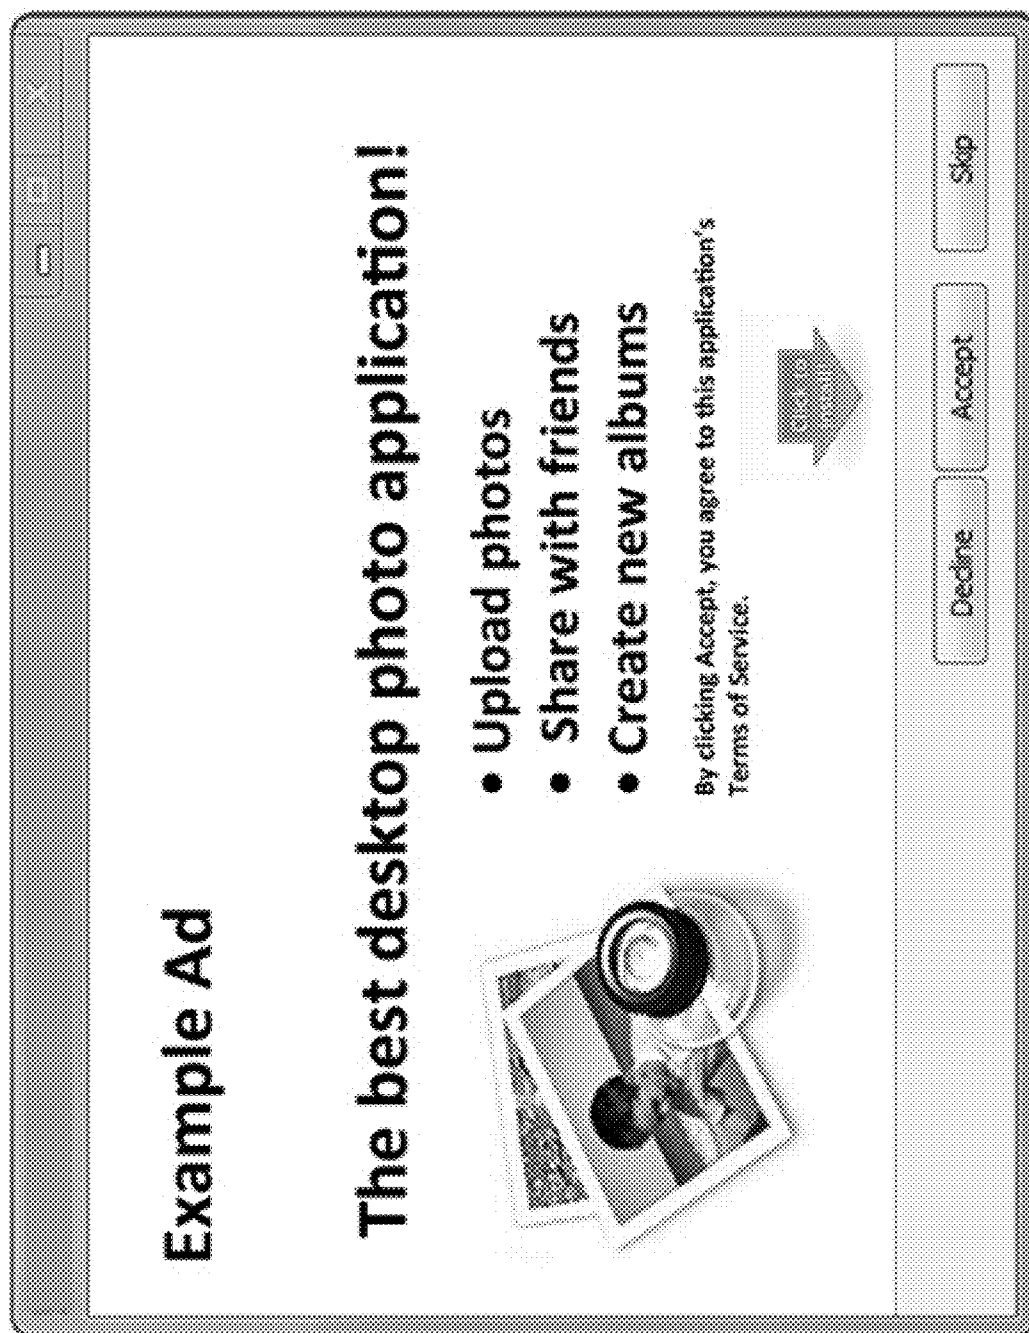 Example Ad
The best desktop photo application!
• Upload photos
• Share with friends
• Create new albums
By clicking Accept, you agree to this application's
Terms of Service.
Decline
Accept
Skip